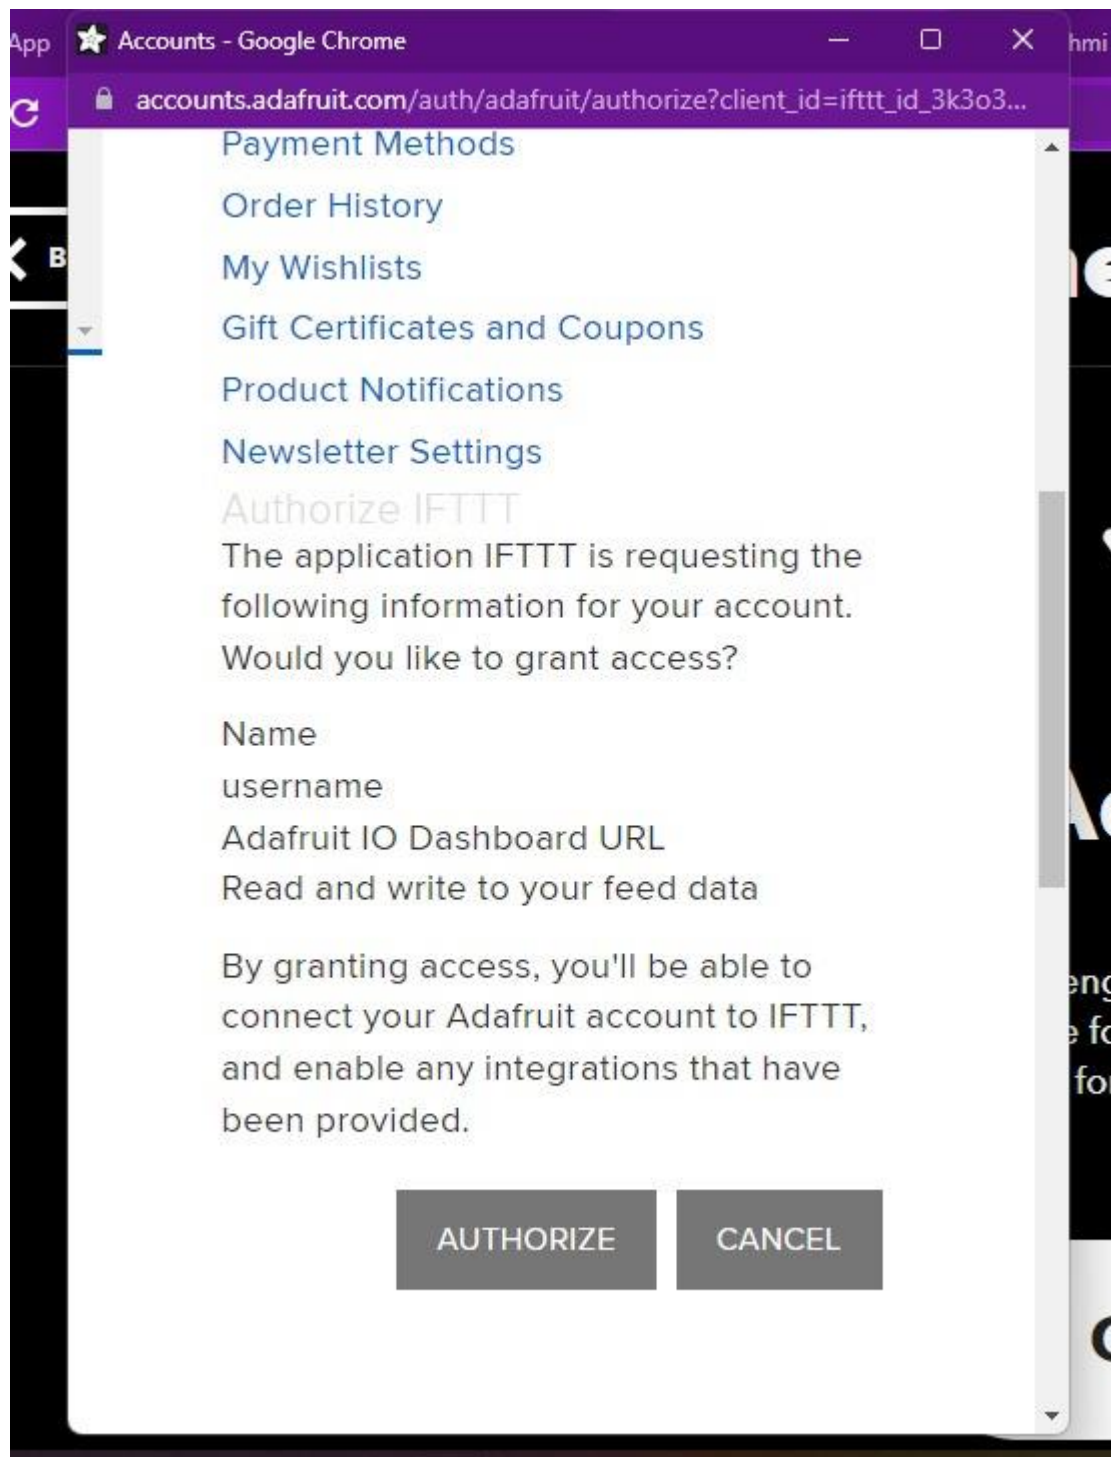 App
Accounts - Google Chrome
hmi
accounts.adafruit.com/auth/adafruit/authorize?client_id=ifttt_id_3k3o3...
Payment Methods
Order History
My Wishlists
B
Gift Certificates and Coupons
Product Notifications
Newsletter Settings
Authorize IFTTT
The application IFTTT is requesting the
following information for your account.
Would you like to grant access?
Name
username
Adafruit IO Dashboard URL
Read and write to your feed data
By granting access, you'll be able to
connect your Adafruit account to IFTTT,
and enable any integrations that have
been provided.
AUTHORIZE
CANCEL